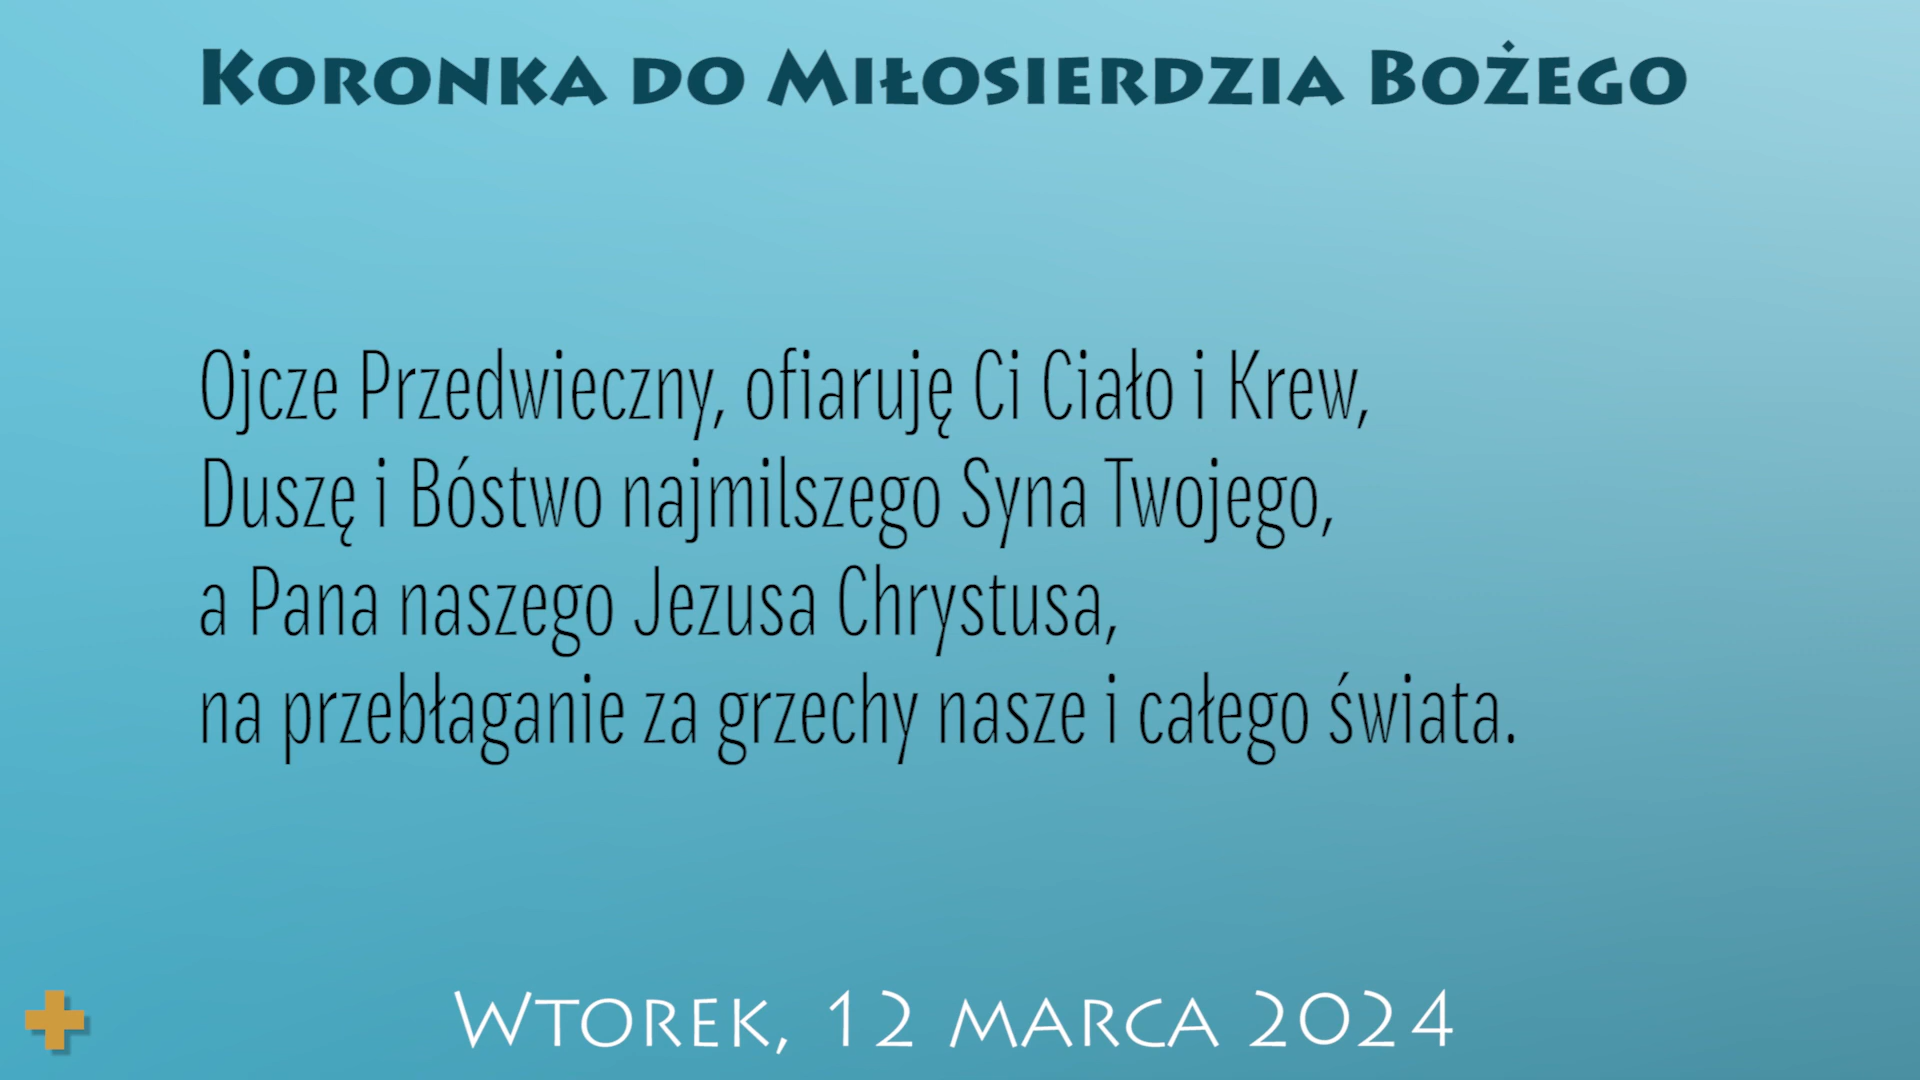 Koronka do Miłosierdzia Bożego
Ojcze Przedwieczny, ofiaruję Ci Ciało i Krew,
Duszę i Bóstwo najmilszego Syna Twojego,
a Pana naszego Jezusa Chrystusa,
na przebłaganie za grzechy nasze i całego świata.
Wtorek, 12 marca 2024